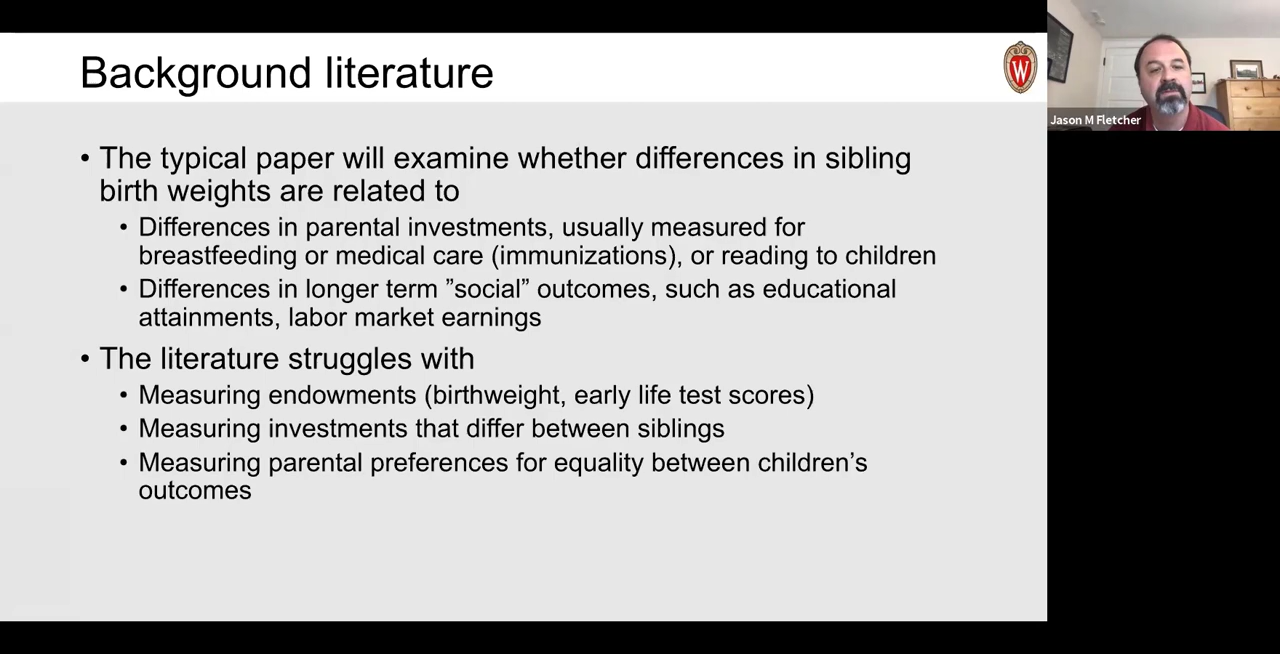 Background literature
W
Jason M Fletcher
• The typical paper will examine whether differences in sibling
birth weights are related to
• Differences in parental investments, usually measured for
breastfeeding or medical care (immunizations), or reading to children
• Differences in longer term ”social” outcomes, such as educational
attainments, labor market earnings
• The literature struggles with
• Measuring endowments (birthweight, early life test scores)
• Measuring investments that differ between siblings
• Measuring parental preferences for equality between children’s
outcomes